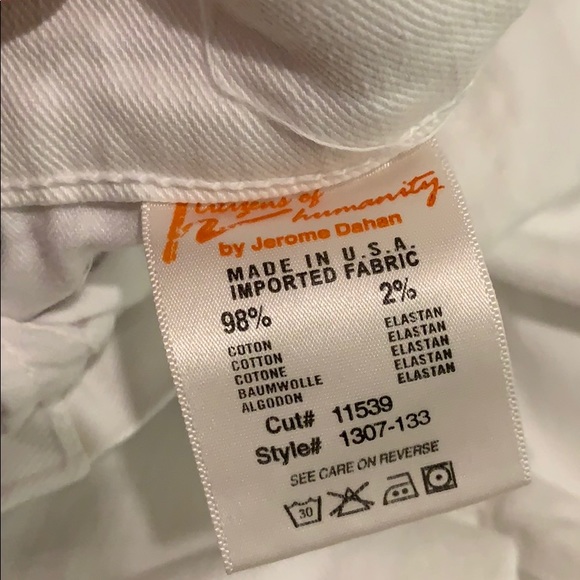 Citizens of
humanity
by Jerome Dahan
MADE IN U.S.A.
IMPORTED FABRIC
98% 2%
COTON ELASTAN
COTTON ELASTAN
COTONE ELASTAN
BAUMWOLLE ELASTAN
ALGODON ELASTAN
Cut# 11539
Style# 1307-133
SEE CARE ON REVERSE
30